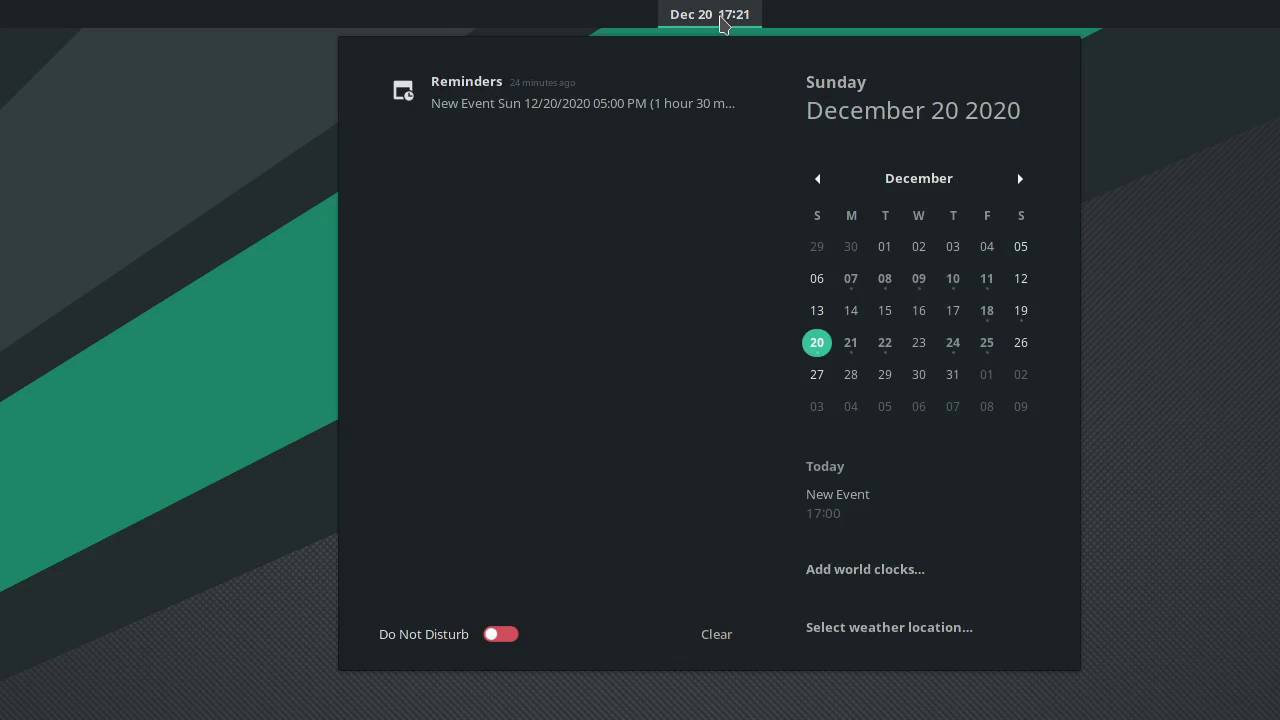 Dec 20 17:21
Reminders 24 minutes ago
New Event Sun 12/20/2020 05:00 PM (1 hour 30 m…
Do Not Disturb
Clear
Sunday
December 20 2020
December
S M T W T F S
29 30 01 02 03 04 05
06 07 08 09 10 11 12
13 14 15 16 17 18 19
20 21 22 23 24 25 26
27 28 29 30 31 01 02
03 04 05 06 07 08 09
Today
New Event
17:00
Add world clocks…
Select weather location…